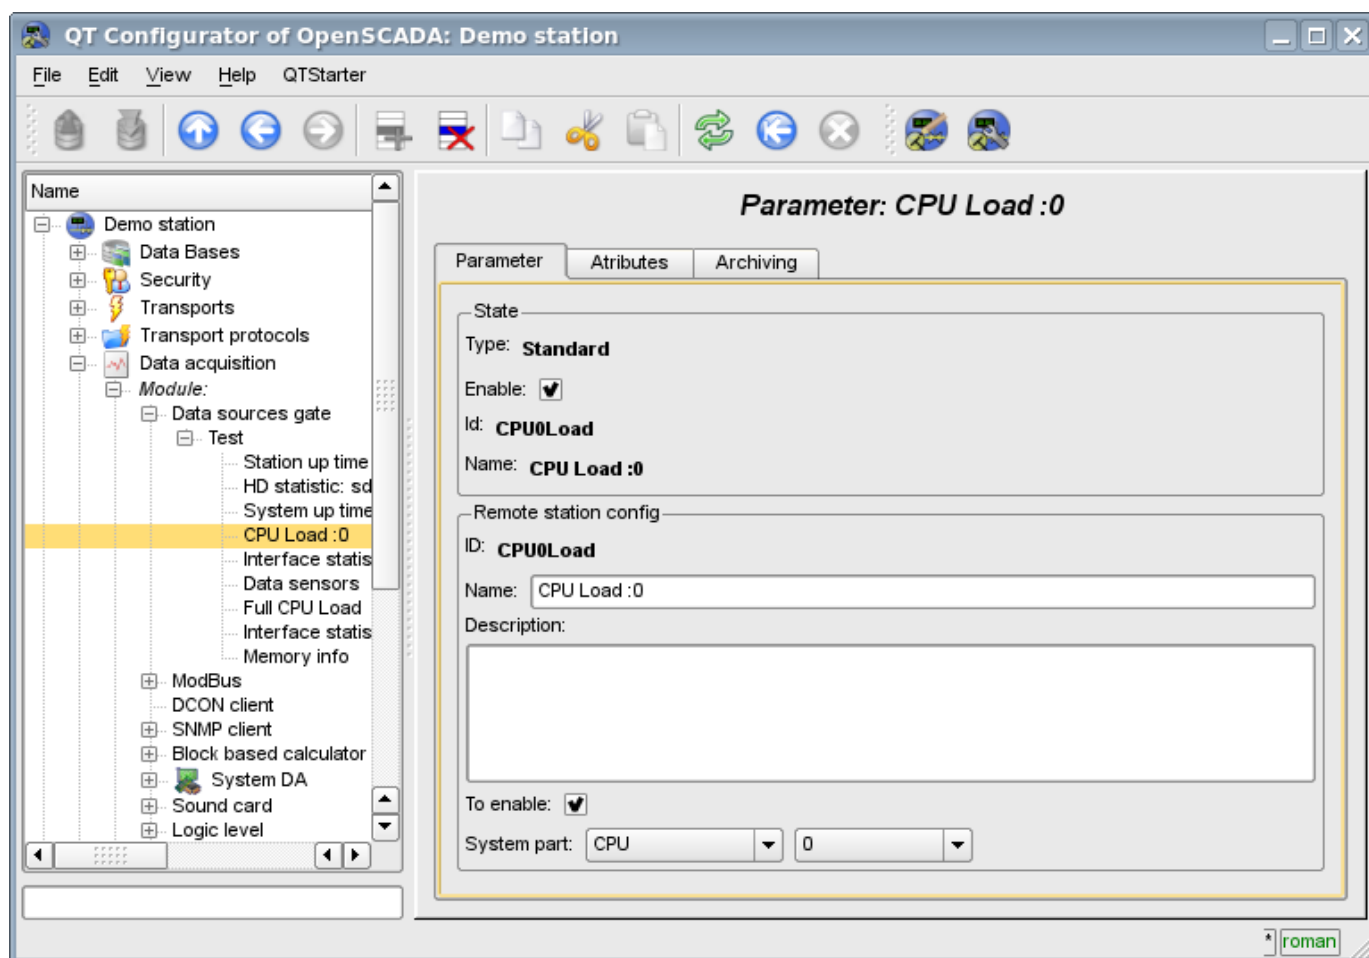 QT Configurator of OpenSCADA: Demo station
File Edit View Help QTStarter
Name
Demo station
Data Bases
Security
Transports
Transport protocols
Data acquisition
Module:
Data sources gate
Test
Station up time
HD statistic: sd
System up time
CPU Load :0
Interface statis
Data sensors
Full CPU Load
Interface statis
Memory info
ModBus
DCON client
SNMP client
Block based calculator
System DA
Sound card
Logic level
Parameter: CPU Load :0
Parameter Atributes Archiving
State
Type: Standard
Enable:
Id: CPU0Load
Name: CPU Load :0
Remote station config
ID: CPU0Load
Name: CPU Load :0
Description:
To enable:
System part: CPU 0
* roman